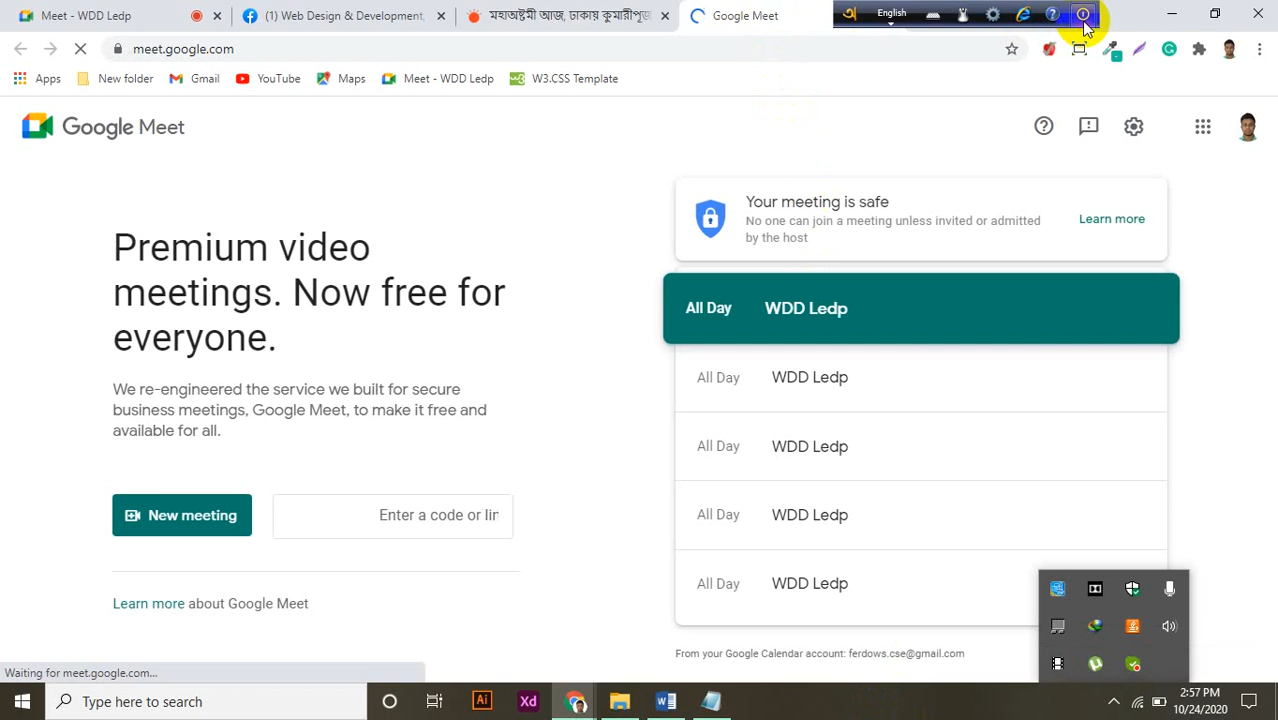 Meet - WDD Ledp
(1) Web Design & Development,
মহাঅষ্টমী আজ, ঢাকায় কুমারীপূজ
Google Meet
English
meet.google.com
Apps
New folder
Gmail
YouTube
Maps
Meet - WDD Ledp
W3.CSS Template
Google Meet
Your meeting is safe
No one can join a meeting unless invited or admitted
by the host
Learn more
Premium video
meetings. Now free for
everyone.
We re-engineered the service we built for secure
business meetings, Google Meet, to make it free and
available for all.
New meeting
Enter a code or lin
Learn more about Google Meet
All Day WDD Ledp
All Day WDD Ledp
All Day WDD Ledp
All Day WDD Ledp
All Day WDD Ledp
From your Google Calendar account: ferdows.cse@gmail.com
Waiting for meet.google.com...
Type here to search
Ai
Xd
2:57 PM
10/24/2020